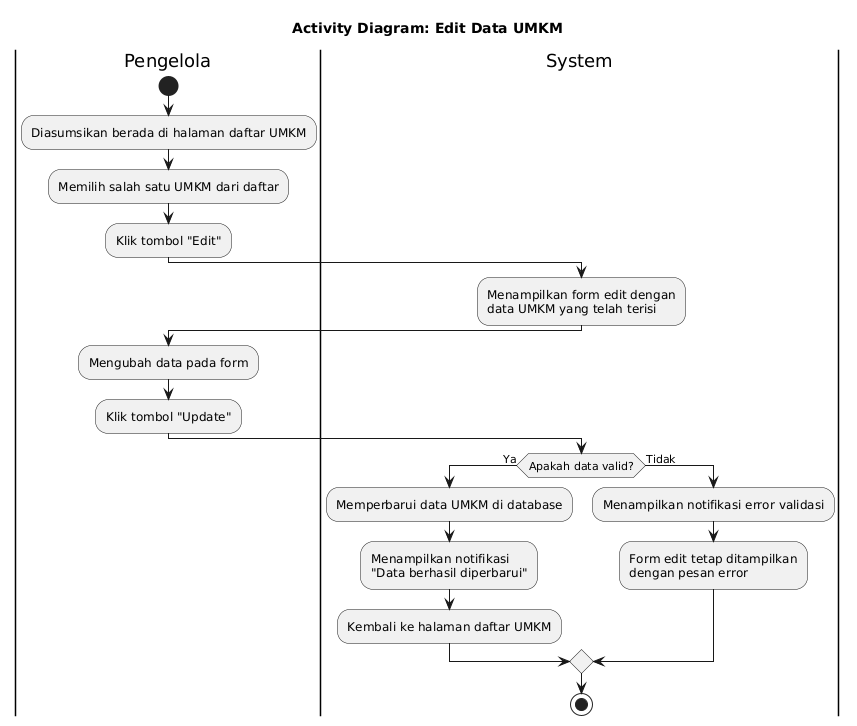 Activity Diagram: Edit Data UMKM
Pengelola
System
Diasumsikan berada di halaman daftar UMKM
Memilih salah satu UMKM dari daftar
Klik tombol "Edit"
Menampilkan form edit dengan
data UMKM yang telah terisi
Mengubah data pada form
Klik tombol "Update"
Apakah data valid?
Ya
Tidak
Memperbarui data UMKM di database
Menampilkan notifikasi error validasi
Menampilkan notifikasi
"Data berhasil diperbarui"
Form edit tetap ditampilkan
dengan pesan error
Kembali ke halaman daftar UMKM